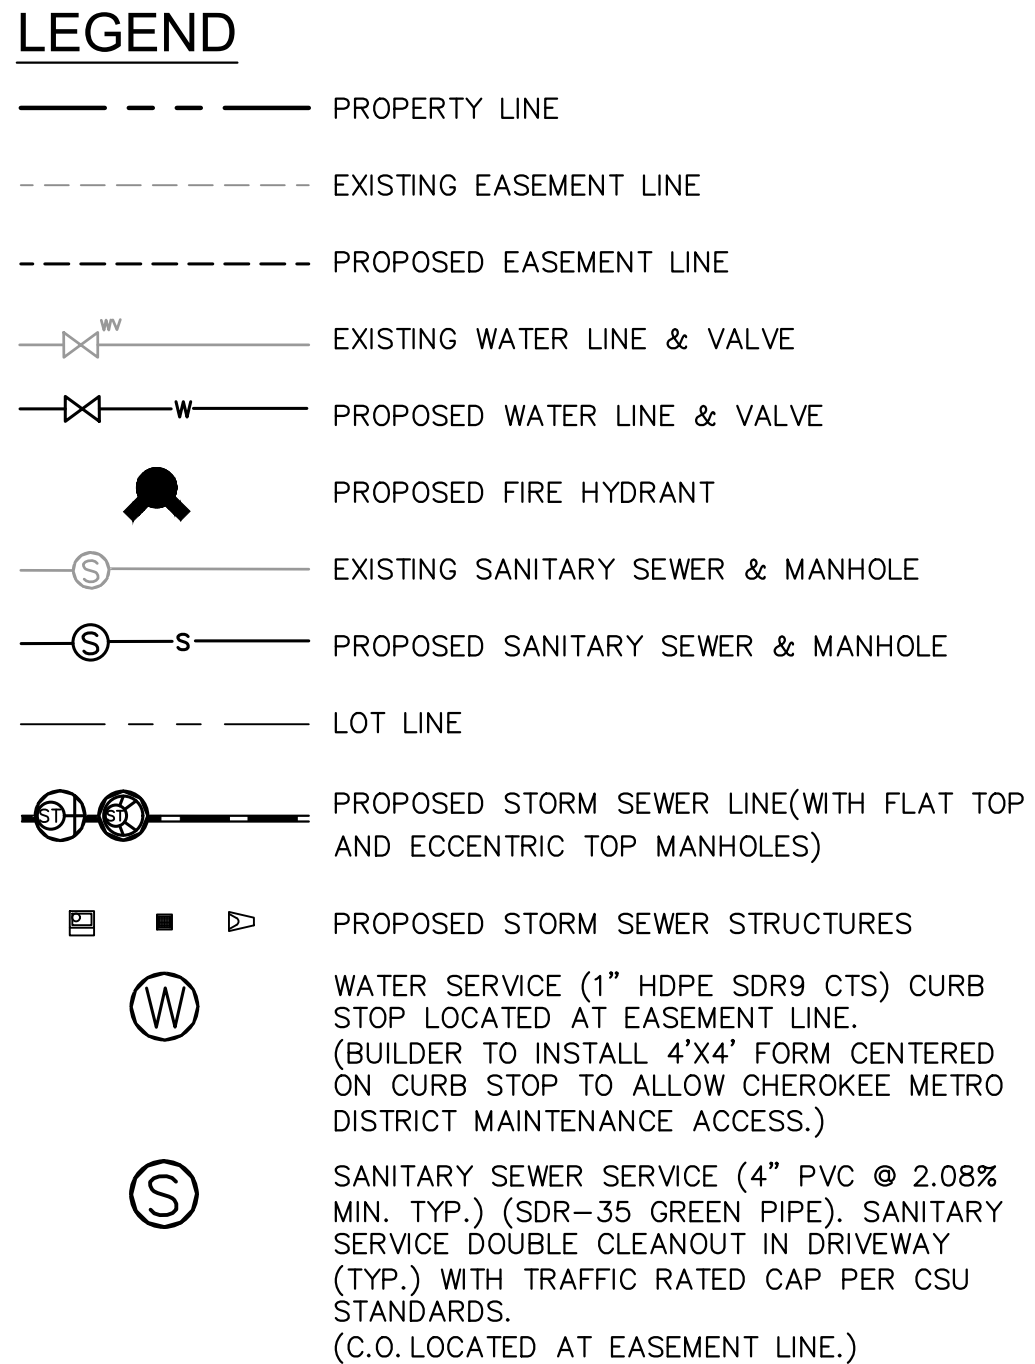 LEGEND
PROPERTY LINE
EXISTING EASEMENT LINE
PROPOSED EASEMENT LINE
WV
EXISTING WATER LINE & VALVE
W
PROPOSED WATER LINE & VALVE
PROPOSED FIRE HYDRANT
S
EXISTING SANITARY SEWER & MANHOLE
S S
PROPOSED SANITARY SEWER & MANHOLE
LOT LINE
ST ST
PROPOSED STORM SEWER LINE(WITH FLAT TOP
AND ECCENTRIC TOP MANHOLES)
PROPOSED STORM SEWER STRUCTURES
W
WATER SERVICE (1” HDPE SDR9 CTS) CURB
STOP LOCATED AT EASEMENT LINE.
(BUILDER TO INSTALL 4’X4’ FORM CENTERED
ON CURB STOP TO ALLOW CHEROKEE METRO
DISTRICT MAINTENANCE ACCESS.)
S
SANITARY SEWER SERVICE (4” PVC @ 2.08%
MIN. TYP.) (SDR-35 GREEN PIPE). SANITARY
SERVICE DOUBLE CLEANOUT IN DRIVEWAY
(TYP.) WITH TRAFFIC RATED CAP PER CSU
STANDARDS.
(C.O. LOCATED AT EASEMENT LINE.)